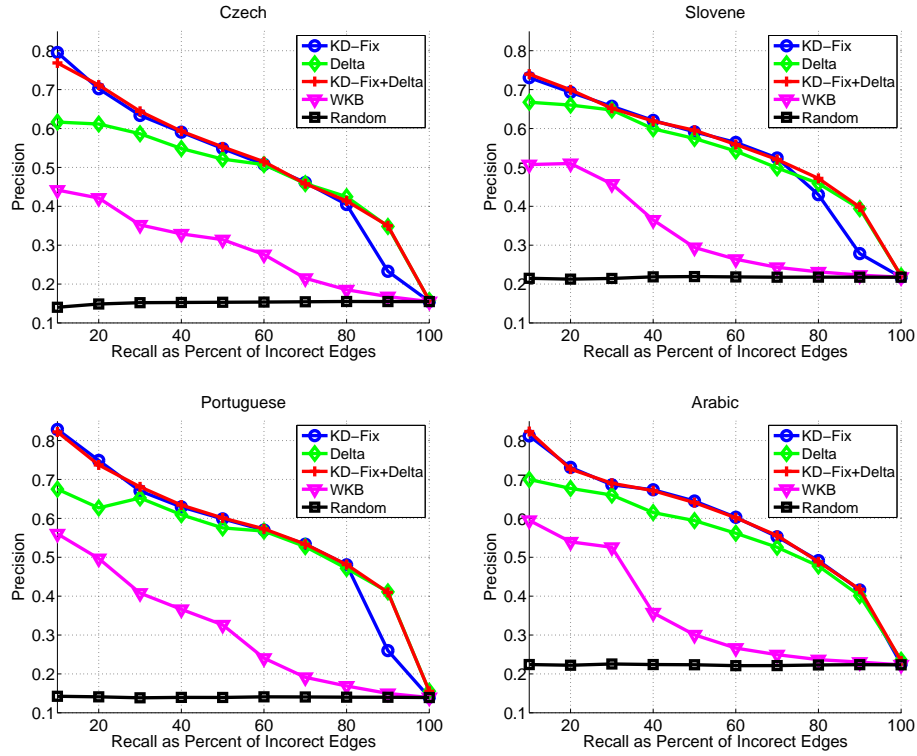 Czech
0.8
0.7
0.6
0.5
0.4
0.3
0.2
0.1
Precision
20 40 60 80 100
Recall as Percent of Incorect Edges
KD-Fix
Delta
KD-Fix+Delta
WKB
Random
Slovene
0.8
0.7
0.6
0.5
0.4
0.3
0.2
0.1
Precision
20 40 60 80 100
Recall as Percent of Incorect Edges
KD-Fix
Delta
KD-Fix+Delta
WKB
Random
Portuguese
0.8
0.7
0.6
0.5
0.4
0.3
0.2
0.1
Precision
20 40 60 80 100
Recall as Percent of Incorect Edges
KD-Fix
Delta
KD-Fix+Delta
WKB
Random
Arabic
0.8
0.7
0.6
0.5
0.4
0.3
0.2
0.1
Precision
20 40 60 80 100
Recall as Percent of Incorect Edges
KD-Fix
Delta
KD-Fix+Delta
WKB
Random